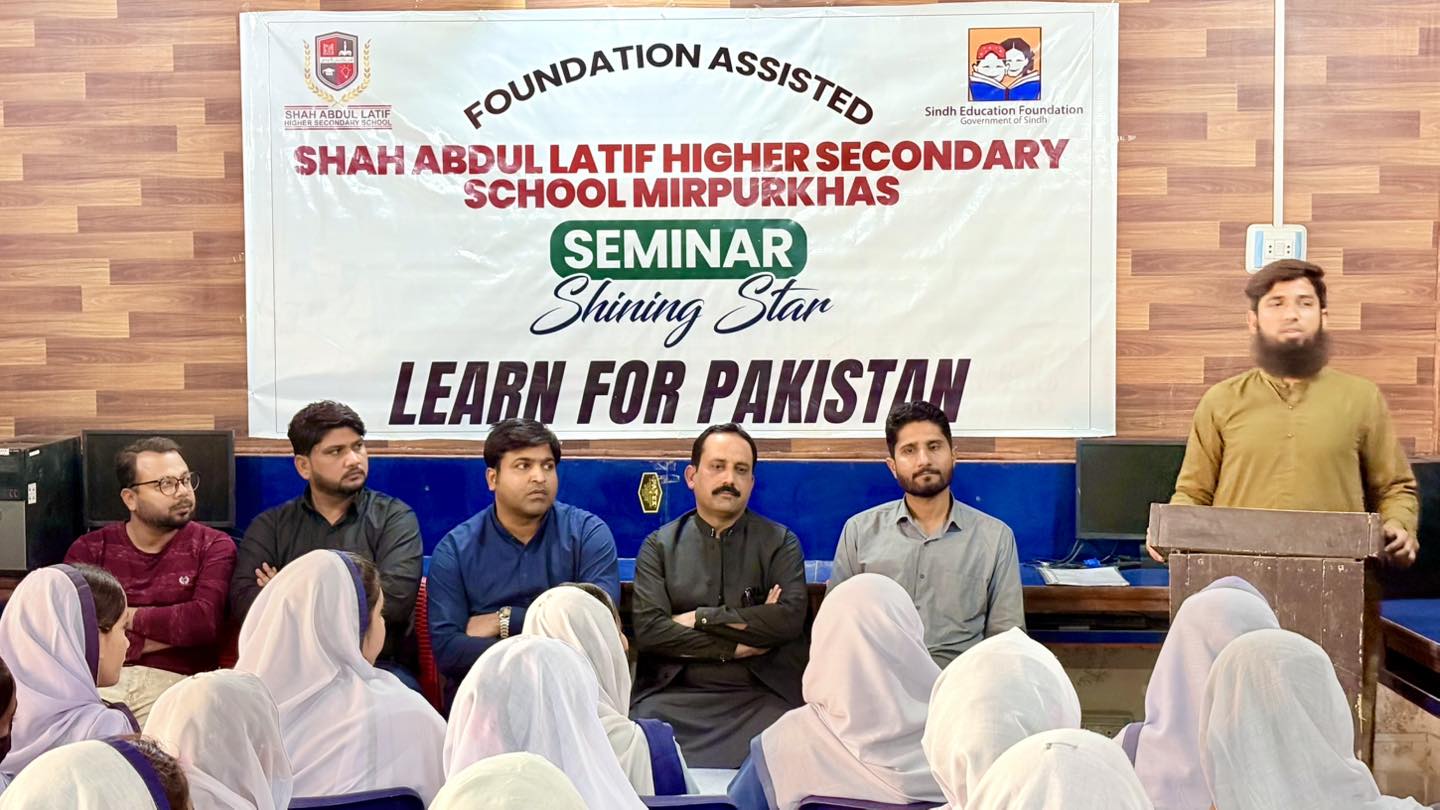 SHAH ABDUL LATIF
HIGHER SECONDARY SCHOOL
FOUNDATION ASSISTED
Sindh Education Foundation
Government of Sindh
SHAH ABDUL LATIF HIGHER SECONDARY
SCHOOL MIRPURKHAS
SEMINAR
Shining Star
LEARN FOR PAKISTAN